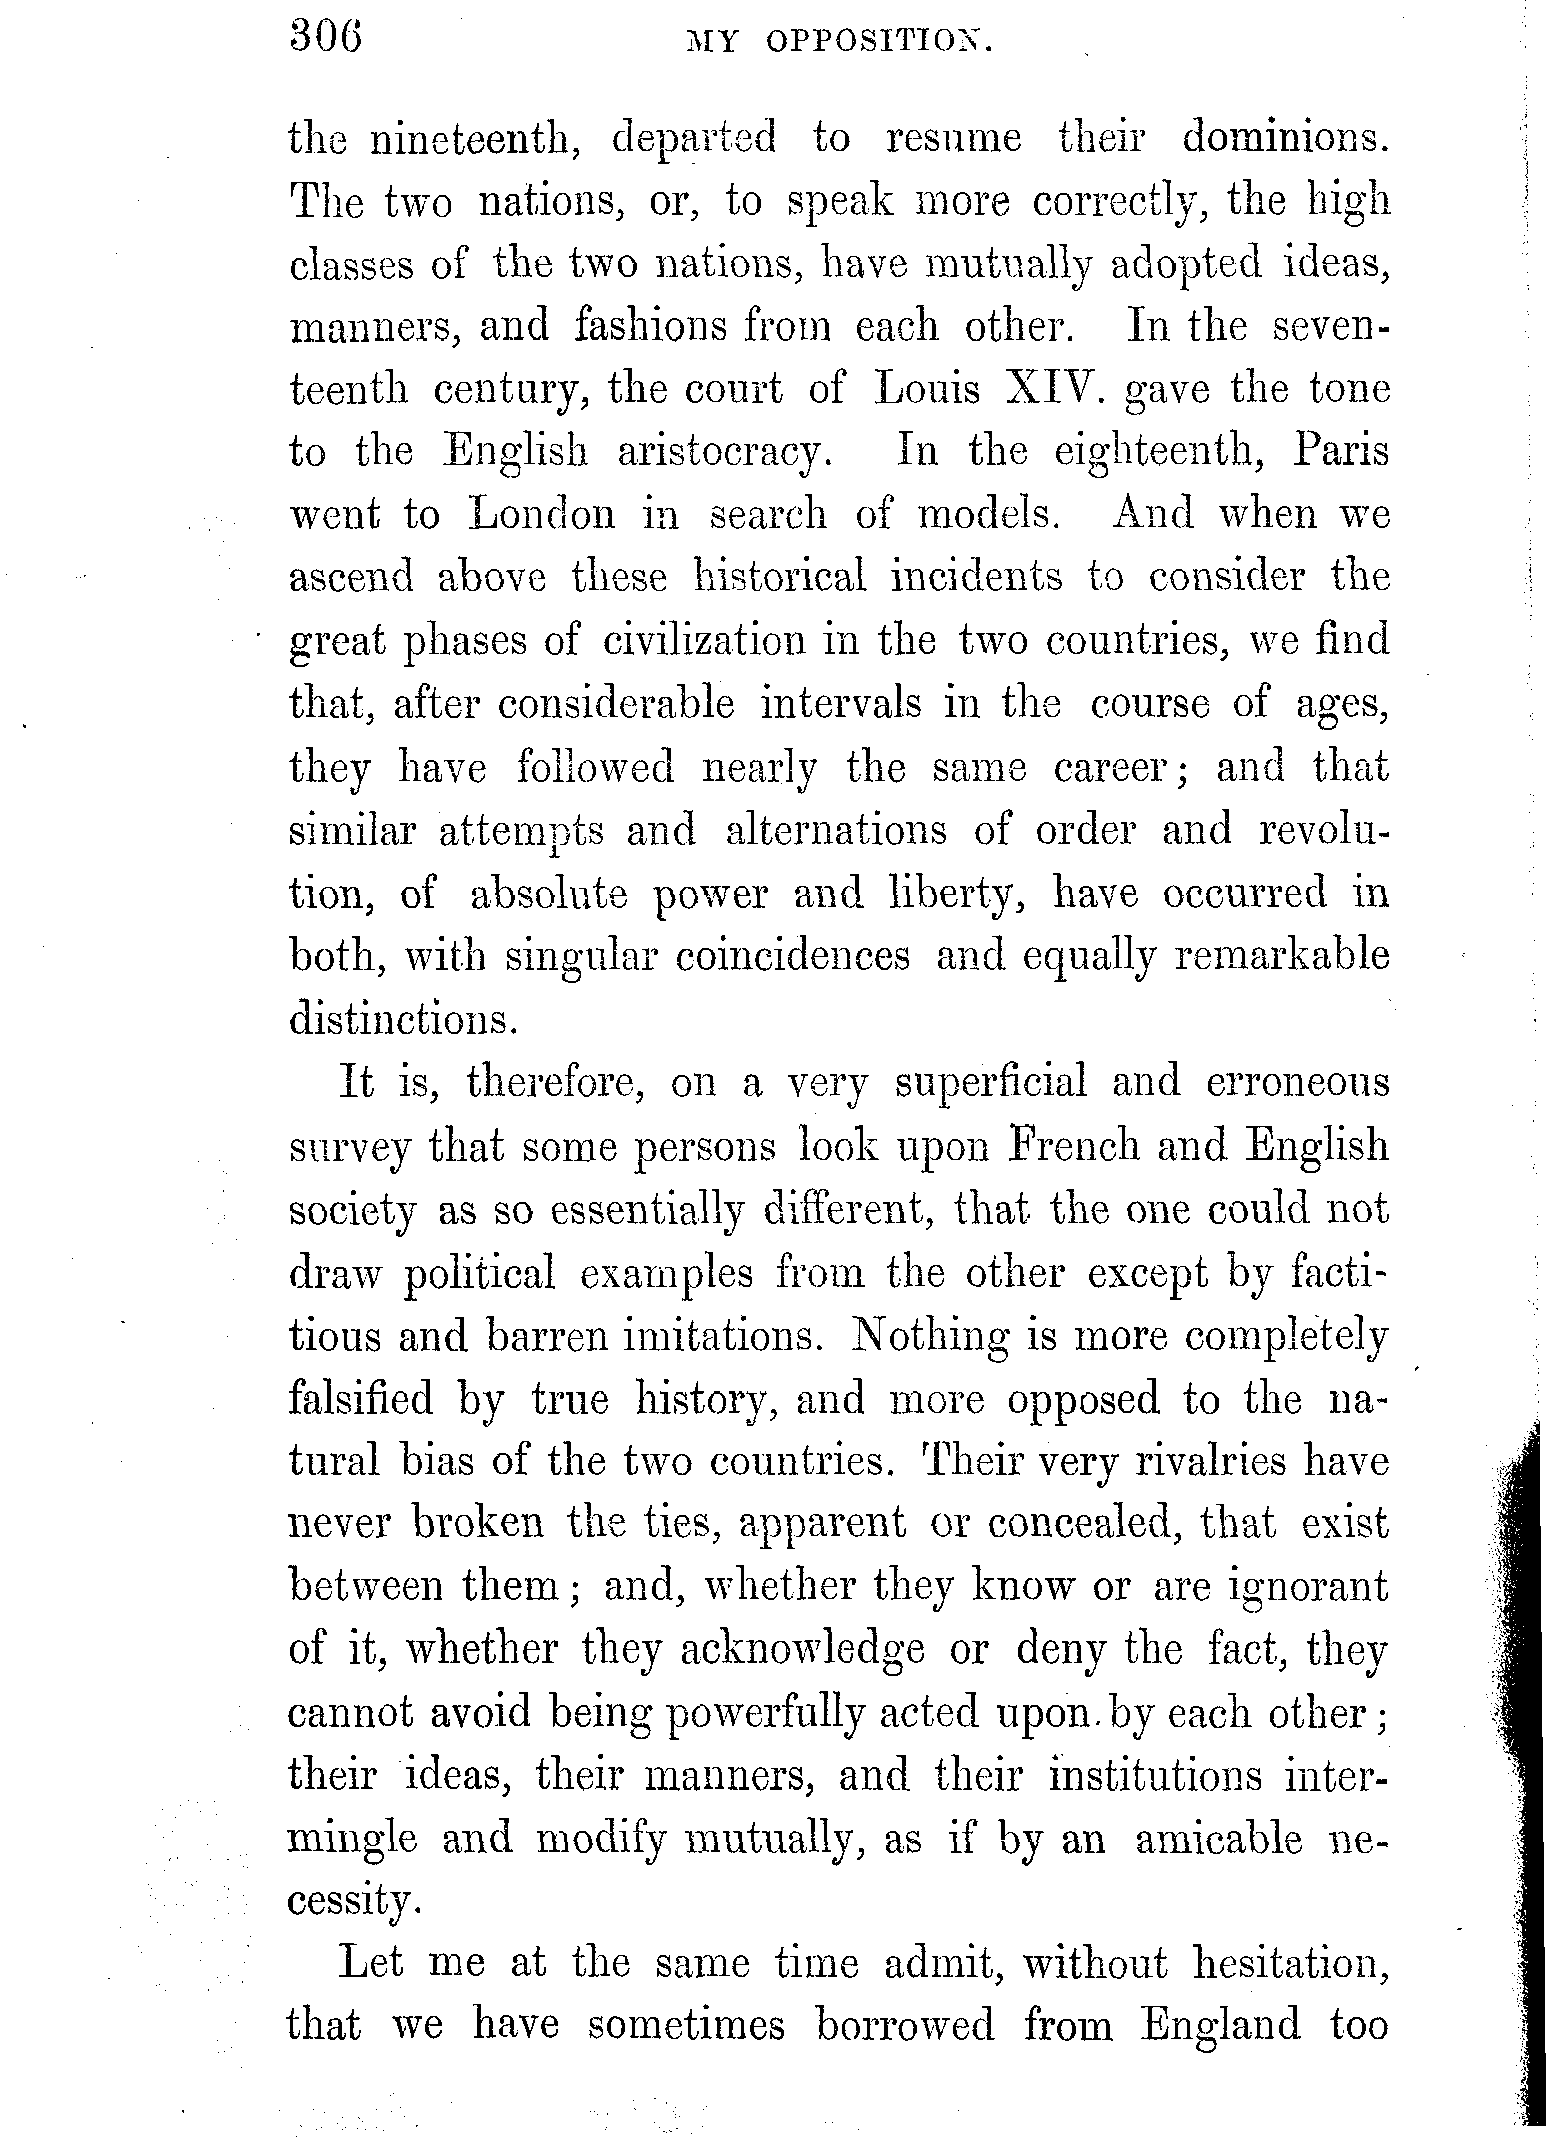 306 MY OPPOSITION.
the nineteenth, departed to resume their dominions.
The two nations, or, to speak more correctly, the high
classes of the two nations, have mutually adopted ideas,
manners, and fashions from each other. In the seven-
teenth century, the court of Louis XIV. gave the tone
to the English aristocracy. In the eighteenth, Paris
went to London in search of models. And when we
ascend above these historical incidents to consider the
great phases of civilization in the two countries, we find
that, after considerable intervals in the course of ages,
they have followed nearly the same career; and that
similar attempts and alternations of order and revolu-
tion, of absolute power and liberty, have occurred in
both, with singular coincidences and equally remarkable
distinctions.
It is, therefore, on a very superficial and erroneous
survey that some persons look upon French and English
society as so essentially different, that the one could not
draw political examples from the other except by facti-
tious and barren imitations. Nothing is more completely
falsified by true history, and more opposed to the na-
tural bias of the two countries. Their very rivalries have
never broken the ties, apparent or concealed, that exist
between them; and, whether they know or are ignorant
of it, whether they acknowledge or deny the fact, they
cannot avoid being powerfully acted upon by each other;
their ideas, their manners, and their institutions inter-
mingle and modify mutually, as if by an amicable ne-
cessity.
Let me at the same time admit, without hesitation,
that we have sometimes borrowed from England too